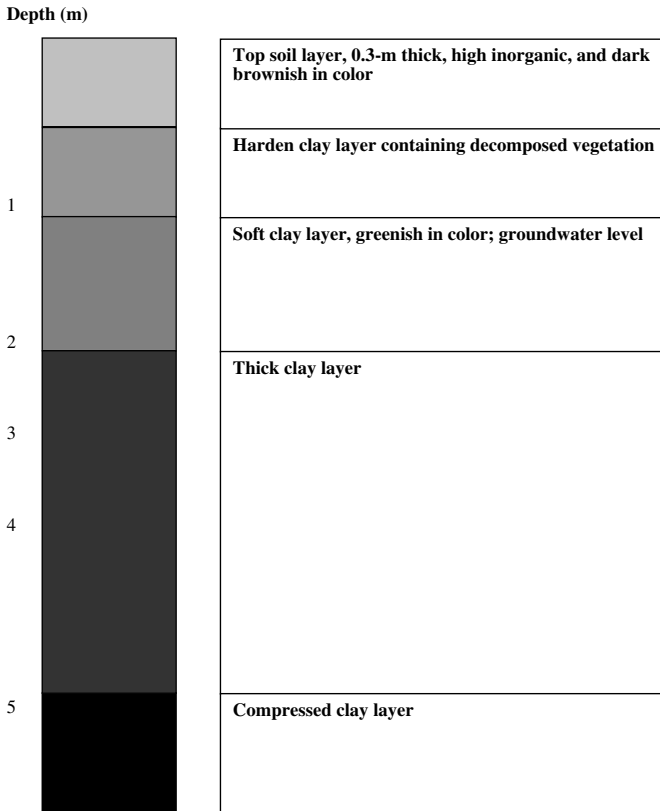 Depth (m)
Top soil layer, 0.3-m thick, high inorganic, and dark
brownish in color
Harden clay layer containing decomposed vegetation
1
Soft clay layer, greenish in color; groundwater level
2
Thick clay layer
3
4
5
Compressed clay layer